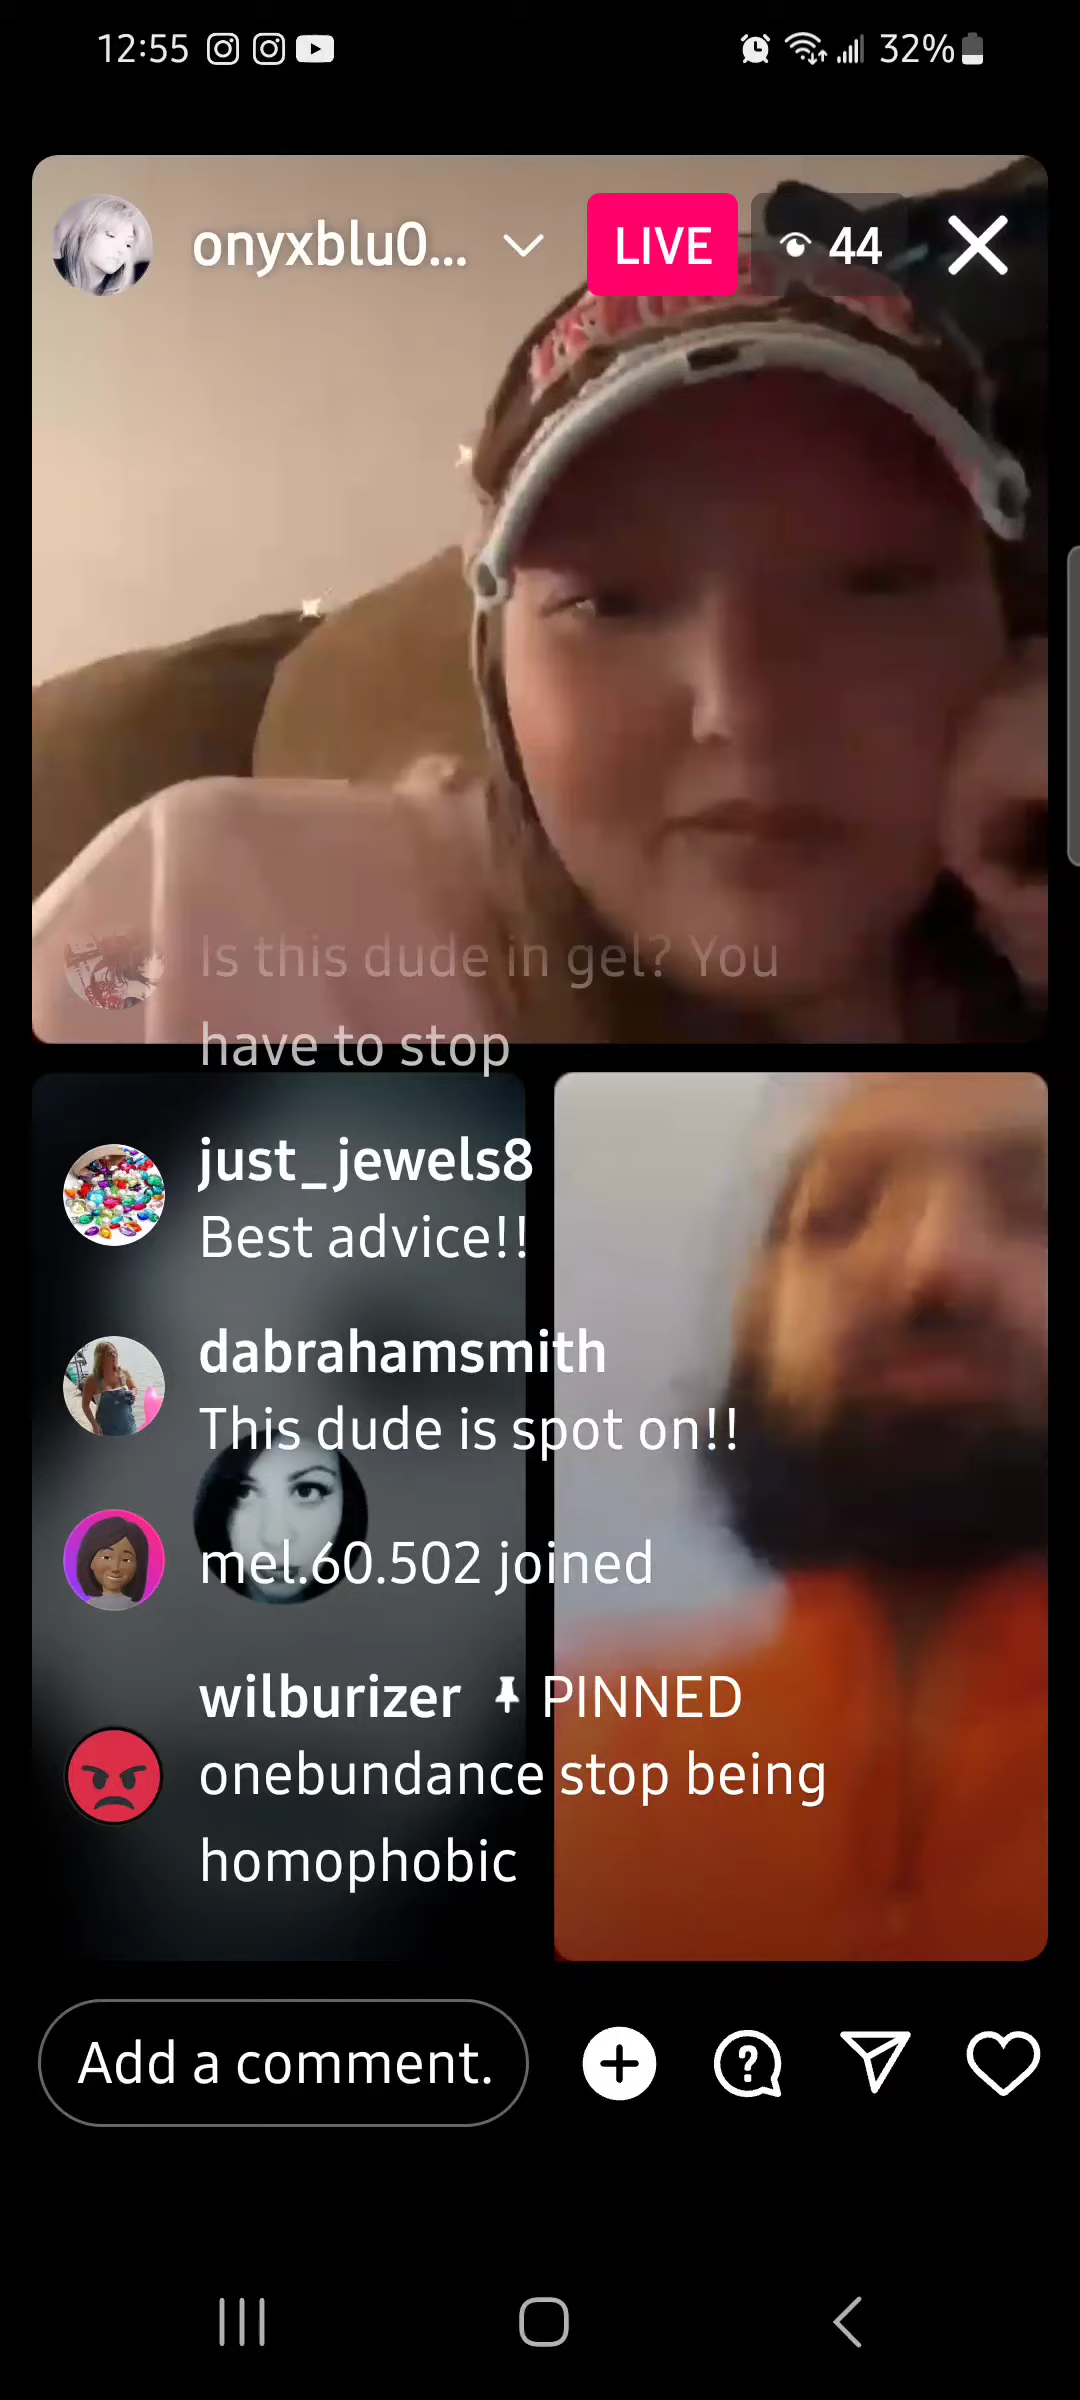 12:55
32%
onyxblu0...
LIVE
44
Is this dude in gel? You
have to stop
just_jewels8
Best advice!!
dabrahamsmith
This dude is spot on!!
mel.60.502 joined
wilburizer PINNED
onebundance stop being
homophobic
Add a comment.